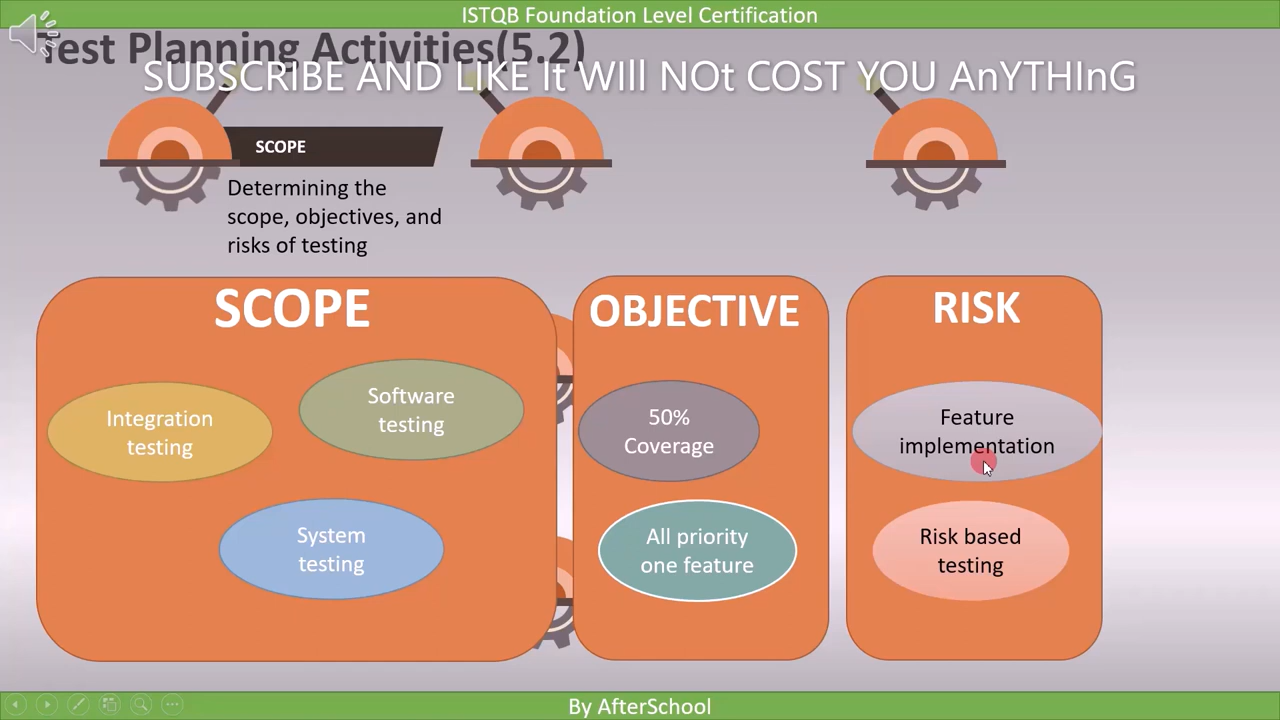 ISTQB Foundation Level Certification
Test Planning Activities(5.2)
SUBSCRIBE AND LIKE It WIll NOt COST YOU AnYTHInG
SCOPE
Determining the
scope, objectives, and
risks of testing
SCOPE
Integration
testing
Software
testing
System
testing
OBJECTIVE
50%
Coverage
All priority
one feature
RISK
Feature
implementation
Risk based
testing
By AfterSchool